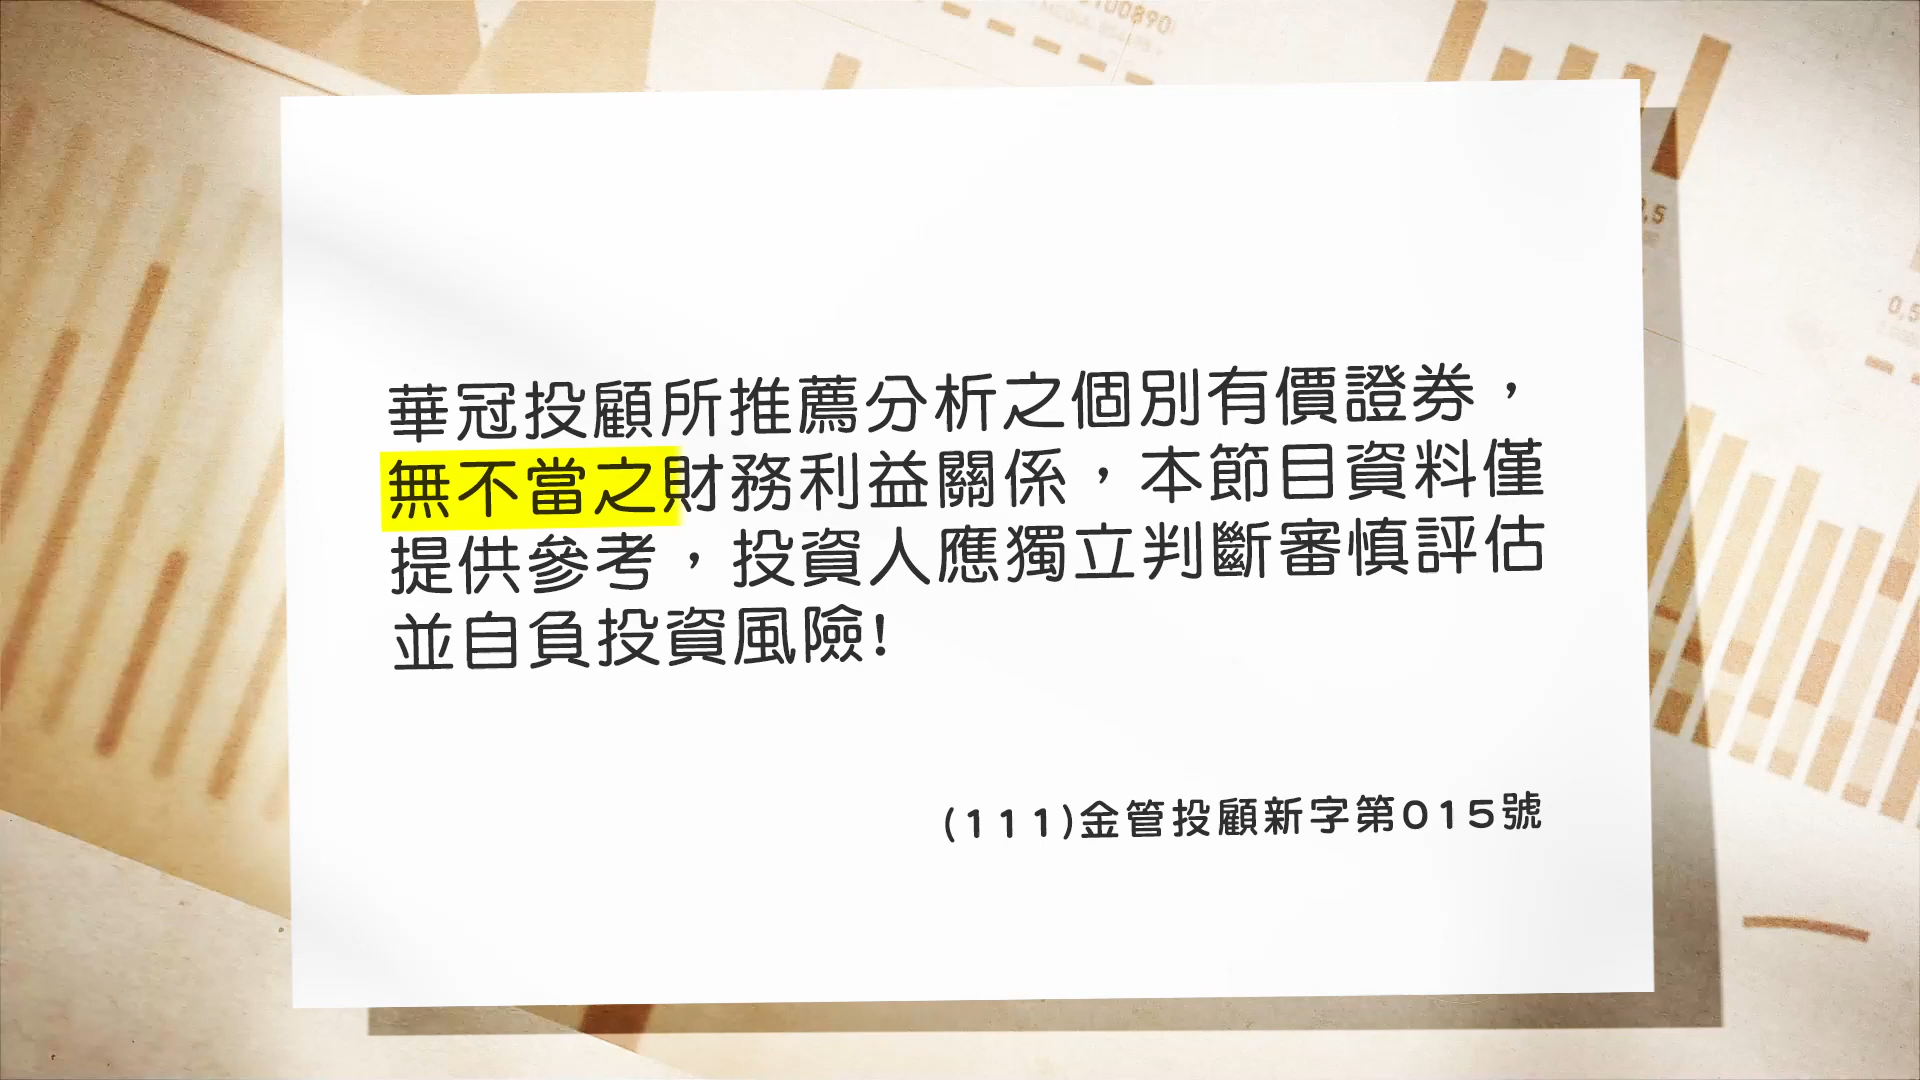 華冠投顧所推薦分析之個別有價證券，
無不當之財務利益關係，本節目資料僅
提供參考，投資人應獨立判斷審慎評估
並自負投資風險!
(111)金管投顧新字第015號